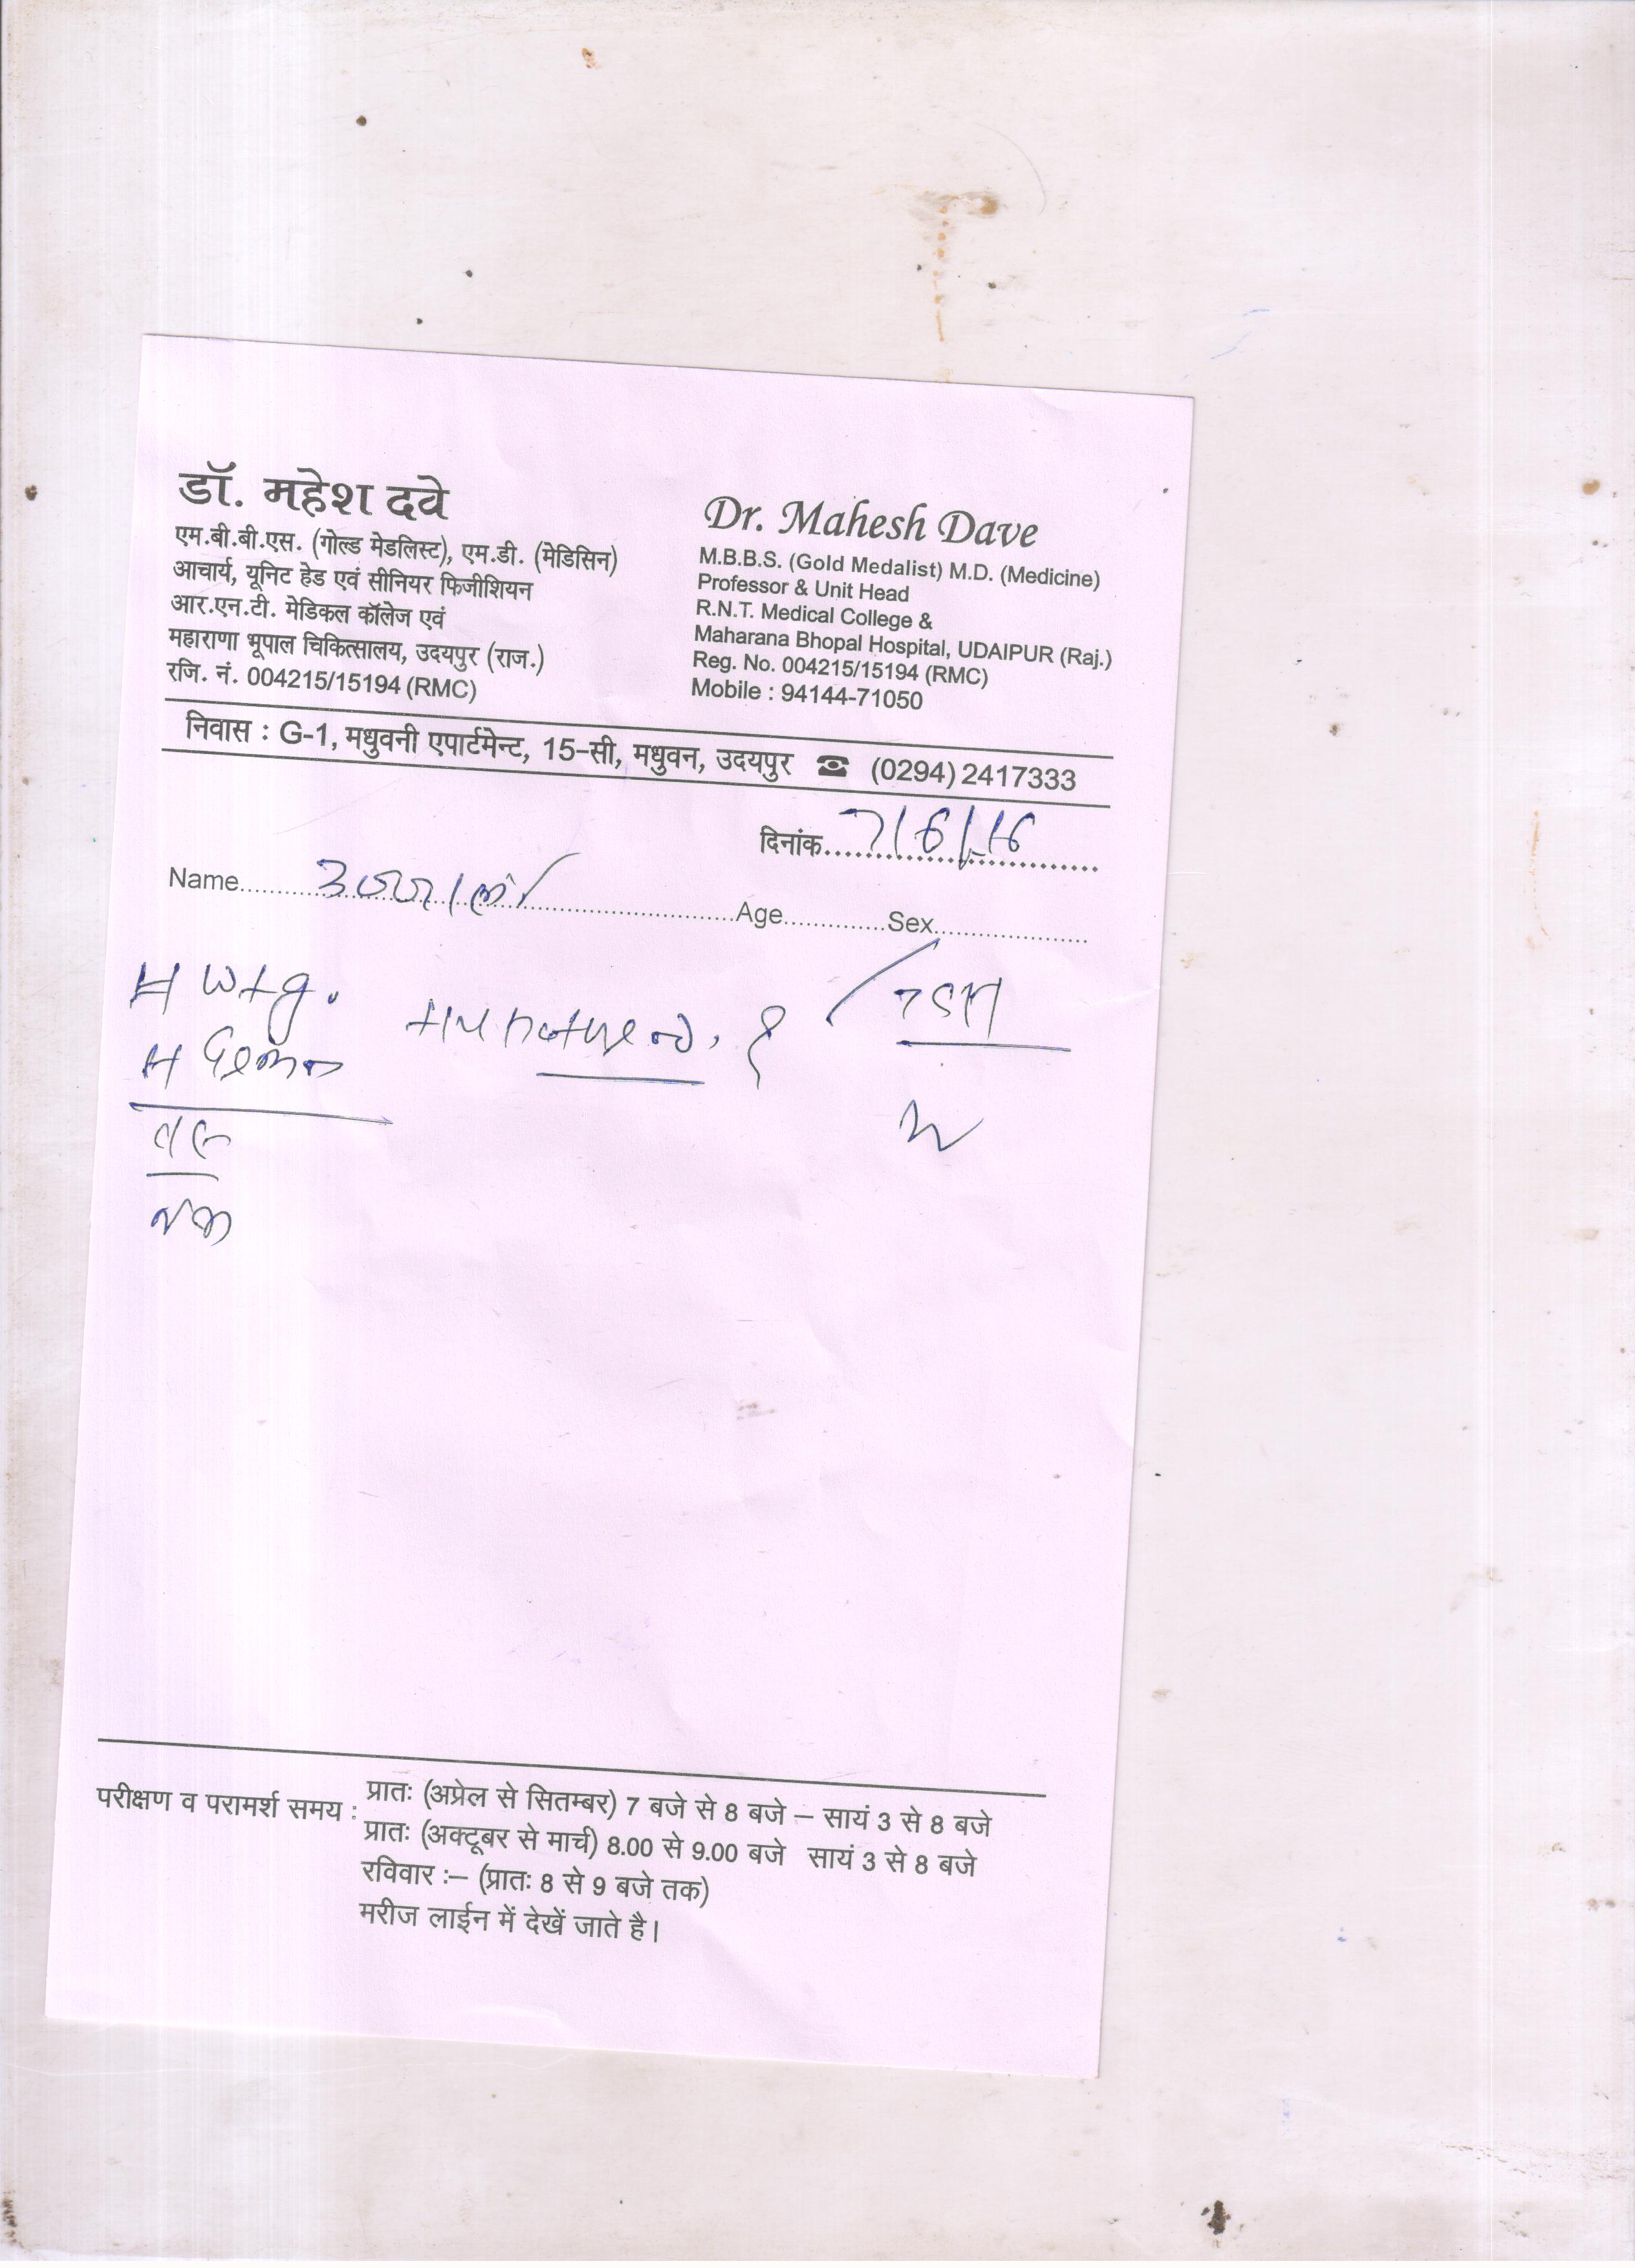 डॉ. महेश दवे
एम.बी.बी.एस. (गोल्ड मेडलिस्ट), एम.डी. (मेडिसिन)
आचार्य, यूनिट हेड एवं सीनियर फिजीशियन
आर.एन.टी. मेडिकल कॉलेज एवं
महाराणा भूपाल चिकित्सालय, उदयपुर (राज.)
रजि. नं. 004215/15194 (RMC)
Dr. Mahesh Dave
M.B.B.S. (Gold Medalist) M.D. (Medicine)
Professor & Unit Head
R.N.T. Medical College &
Maharana Bhopal Hospital, UDAIPUR (Raj.)
Reg. No. 004215/15194 (RMC)
Mobile : 94144-71050
निवास : G-1, मधुवनी एपार्टमेन्ट, 15-सी, मधुवन, उदयपुर ☎ (0294) 2417333
दिनांक 7/6/16
Name Age Sex
परीक्षण व परामर्श समय : प्रातः (अप्रेल से सितम्बर) 7 बजे से 8 बजे – सायं 3 से 8 बजे
प्रातः (अक्टूबर से मार्च) 8.00 से 9.00 बजे सायं 3 से 8 बजे
रविवार :– (प्रातः 8 से 9 बजे तक)
मरीज लाईन में देखें जाते है।